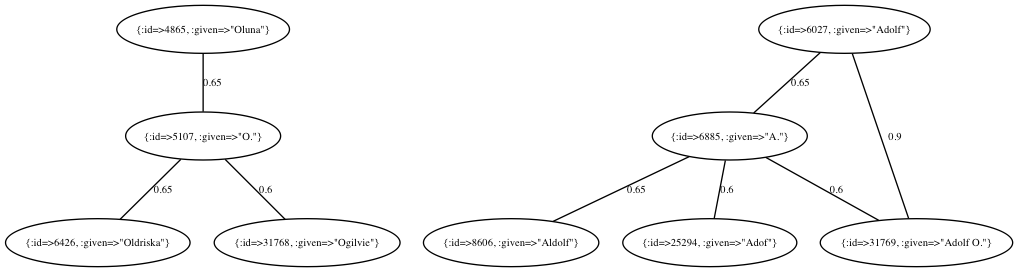 {:id=>4865, :given=>"Oluna"}
{:id=>6027, :given=>"Adolf"}
0.65
0.65
{:id=>5107, :given=>"O."}
{:id=>6885, :given=>"A."}
0.9
0.65
0.6
0.65
0.6
0.6
{:id=>6426, :given=>"Oldriska"}
{:id=>31768, :given=>"Ogilvie"}
{:id=>8606, :given=>"Aldolf"}
{:id=>25294, :given=>"Adof"}
{:id=>31769, :given=>"Adolf O."}